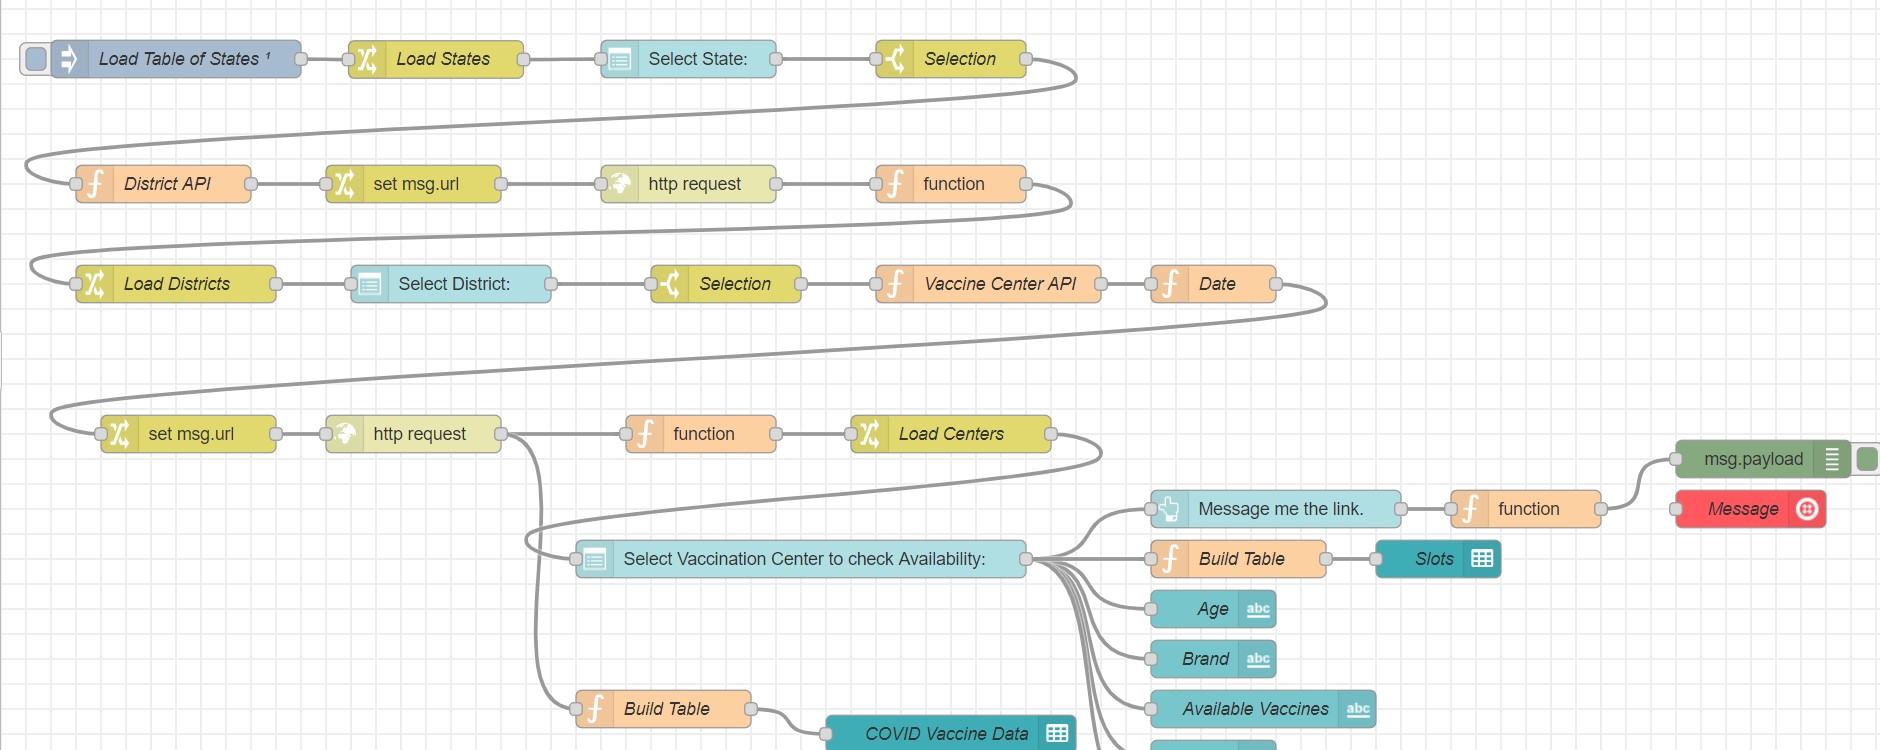 Load Table of States ¹
Load States
Select State:
Selection
District API
set msg.url
http request
function
Load Districts
Select District:
Selection
Vaccine Center API
Date
set msg.url
http request
function
Load Centers
msg.payload
Message me the link.
function
Message
Select Vaccination Center to check Availability:
Build Table
Slots
Age
abc
Brand
abc
Build Table
Available Vaccines
abc
COVID Vaccine Data